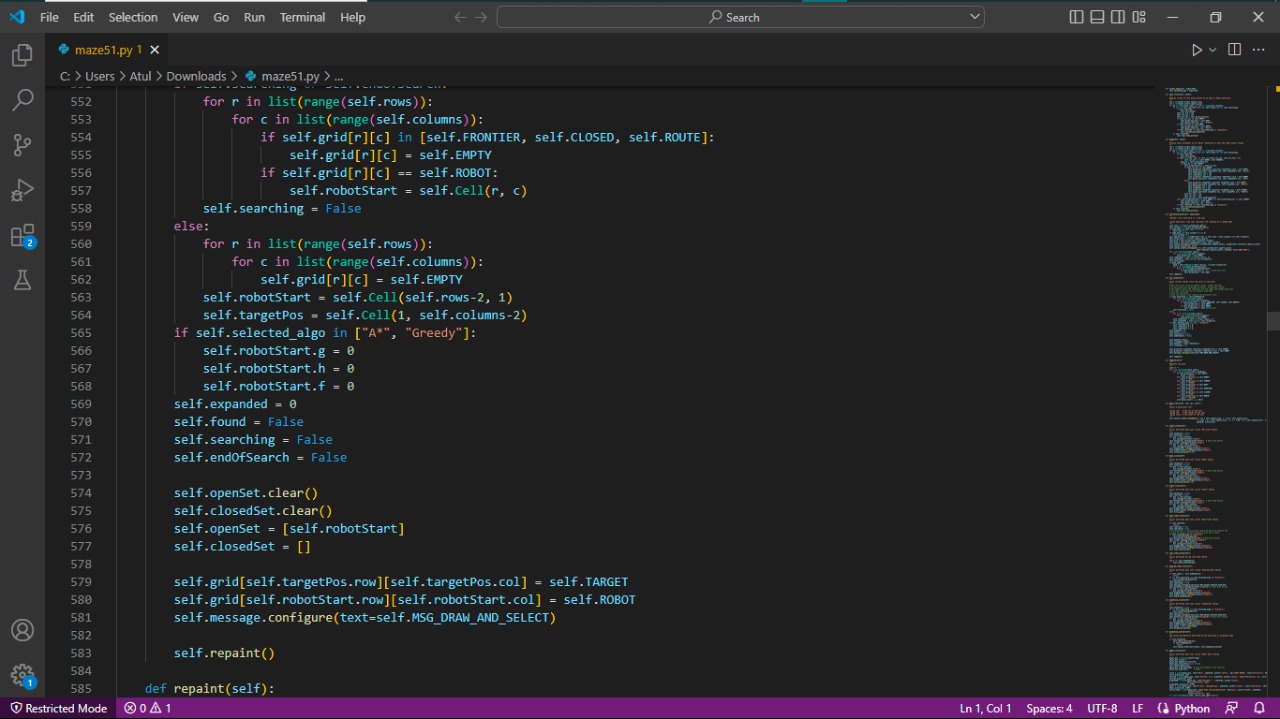 File Edit Selection View Go Run Terminal Help
Search
maze51.py 1
C: > Users > Atul > Downloads > maze51.py > ...
552 for r in list(range(self.rows)):
553 for c in list(range(self.columns)):
554 if self.grid[r][c] in [self.FRONTIER, self.CLOSED, self.ROUTE]:
555 self.grid[r][c] = self.EMPTY
556 if self.grid[r][c] == self.ROBOT:
557 self.robotStart = self.Cell(r, c)
558 self.searching = False
559 else:
560 for r in list(range(self.rows)):
561 for c in list(range(self.columns)):
562 self.grid[r][c] = self.EMPTY
563 self.robotStart = self.Cell(self.rows-2, 1)
564 self.targetPos = self.Cell(1, self.columns-2)
565 if self.selected_algo in ["A*", "Greedy"]:
566 self.robotStart.g = 0
567 self.robotStart.h = 0
568 self.robotStart.f = 0
569 self.expanded = 0
570 self.found = False
571 self.searching = False
572 self.endOfSearch = False
573
574 self.openSet.clear()
575 self.closedSet.clear()
576 self.openSet = [self.robotStart]
577 self.closedSet = []
578
579 self.grid[self.targetPos.row][self.targetPos.col] = self.TARGET
580 self.grid[self.robotStart.row][self.robotStart.col] = self.ROBOT
581 self.message.configure(text=self.MSG_DRAW_AND_SELECT)
582
583 self.repaint()
584
585 def repaint(self):
2
1
Restricted Mode 0 1 Ln 1, Col 1 Spaces: 4 UTF-8 LF Python